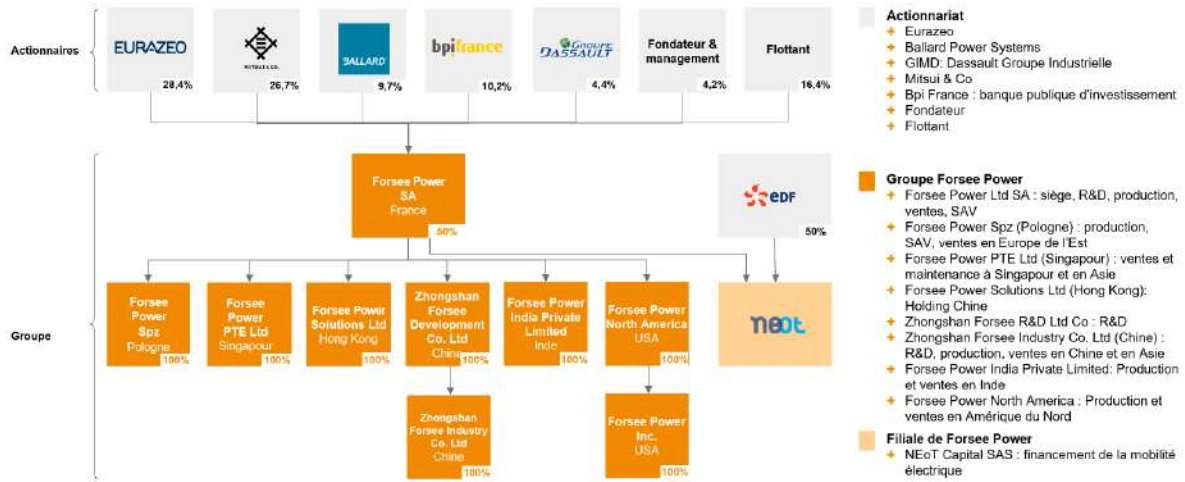 Actionnaires
EURAZEO
28,4%
MITSUI & CO.
26,7%
BALLARD
9,7%
bpifrance
10,2%
GROUPE
DASSAULT
4,4%
Fondateur &
management
4,2%
Flottant
16,4%
Groupe
Forsee Power
SA
France
50%
EDF
50%
Forsee
Power
Spz
Pologne
100%
Forsee
Power
PTE Ltd
Singapour
100%
Forsee Power
Solutions Ltd
Hong Kong
100%
Zhongshan
Forsee
Development
Co. Ltd
Chine
100%
Forsee Power
India Private
Limited
Inde
100%
Forsee Power
North America
USA
100%
neot
Zhongshan
Forsee Industry
Co. Ltd
Chine
100%
Forsee Power
Inc.
USA
100%
Actionnariat
+ Eurazeo
+ Ballard Power Systems
+ GIMD: Dassault Groupe Industrielle
+ Mitsui & Co
+ Bpi France : banque publique d'investissement
+ Fondateur
+ Flottant
Groupe Forsee Power
+ Forsee Power Ltd SA : siège, R&D, production,
ventes, SAV
+ Forsee Power Spz (Pologne) : production,
SAV, ventes en Europe de l'Est
+ Forsee Power PTE Ltd (Singapour) : ventes et
maintenance à Singapour et en Asie
+ Forsee Power Solutions Ltd (Hong Kong):
Holding Chine
+ Zhongshan Forsee R&D Ltd Co : R&D
+ Zhongshan Forsee Industry Co. Ltd (Chine) :
R&D, production, ventes en Chine et en Asie
+ Forsee Power India Private Limited: Production
et ventes en Inde
+ Forsee Power North America : Production et
ventes en Amérique du Nord
Filiale de Forsee Power
+ NEoT Capital SAS : financement de la mobilité
électrique